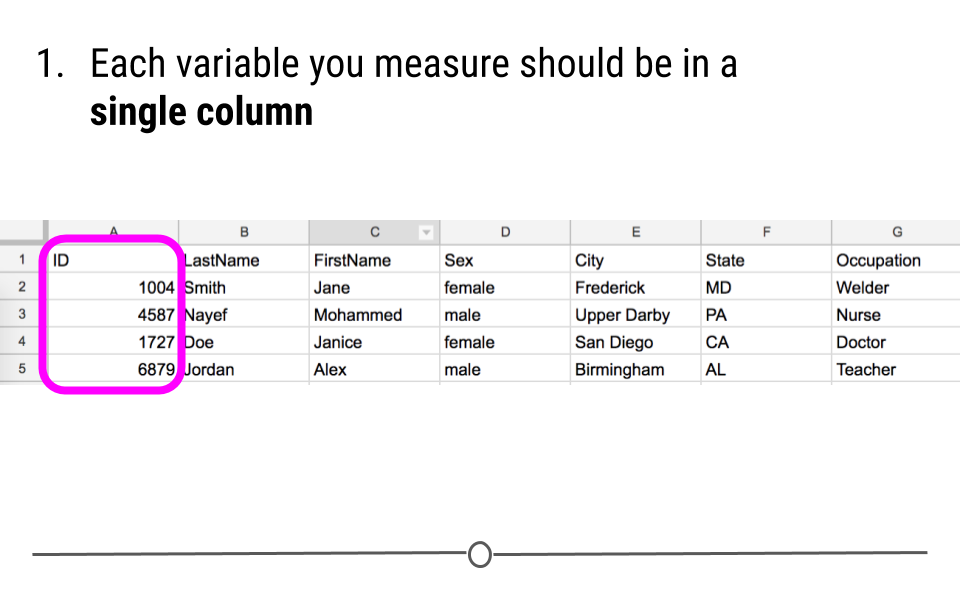 1. Each variable you measure should be in a
single column
A B C D E F G
1 ID LastName FirstName Sex City State Occupation
2 1004 Smith Jane female Frederick MD Welder
3 4587 Nayef Mohammed male Upper Darby PA Nurse
4 1727 Doe Janice female San Diego CA Doctor
5 6879 Jordan Alex male Birmingham AL Teacher